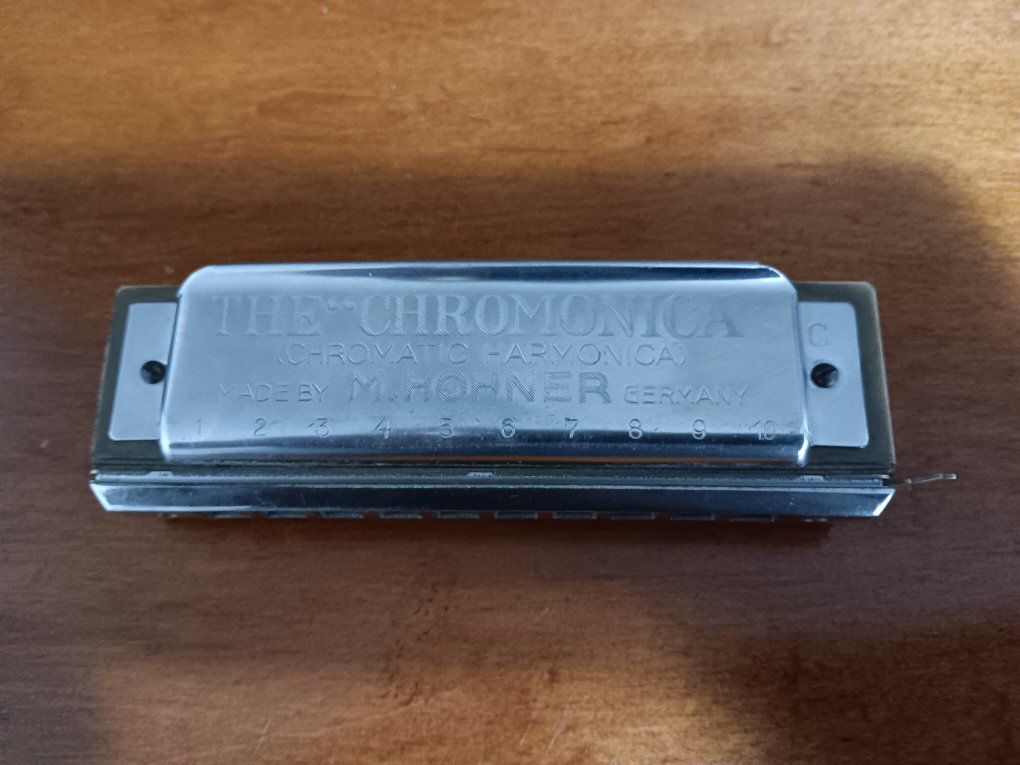 THE "CHROMONICA
(CHROMATIC HARMONICA)
MADE BY M. HOHNER GERMANY
1 2 3 4 5 6 7 8 9 10
C